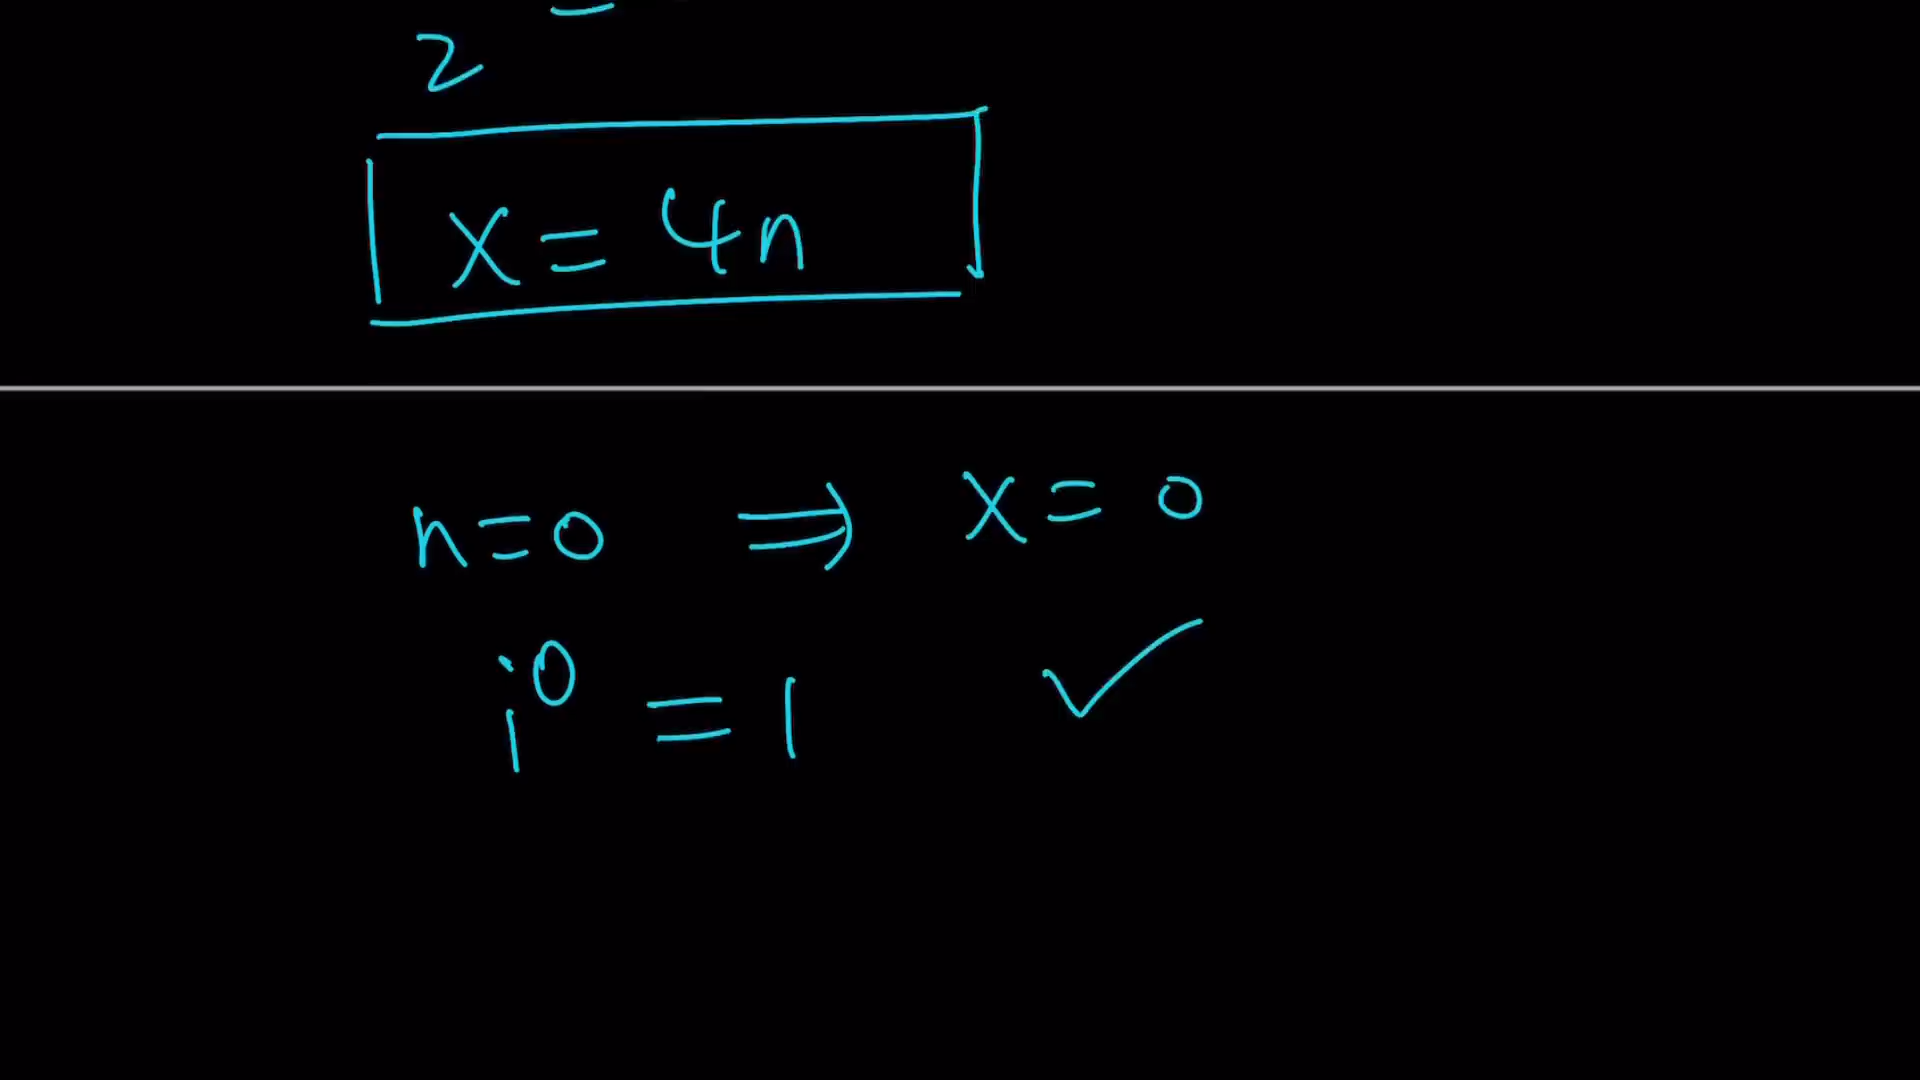 2 =
x = 4n
n = 0 ⇒ x = 0
i⁰ = 1 ✓